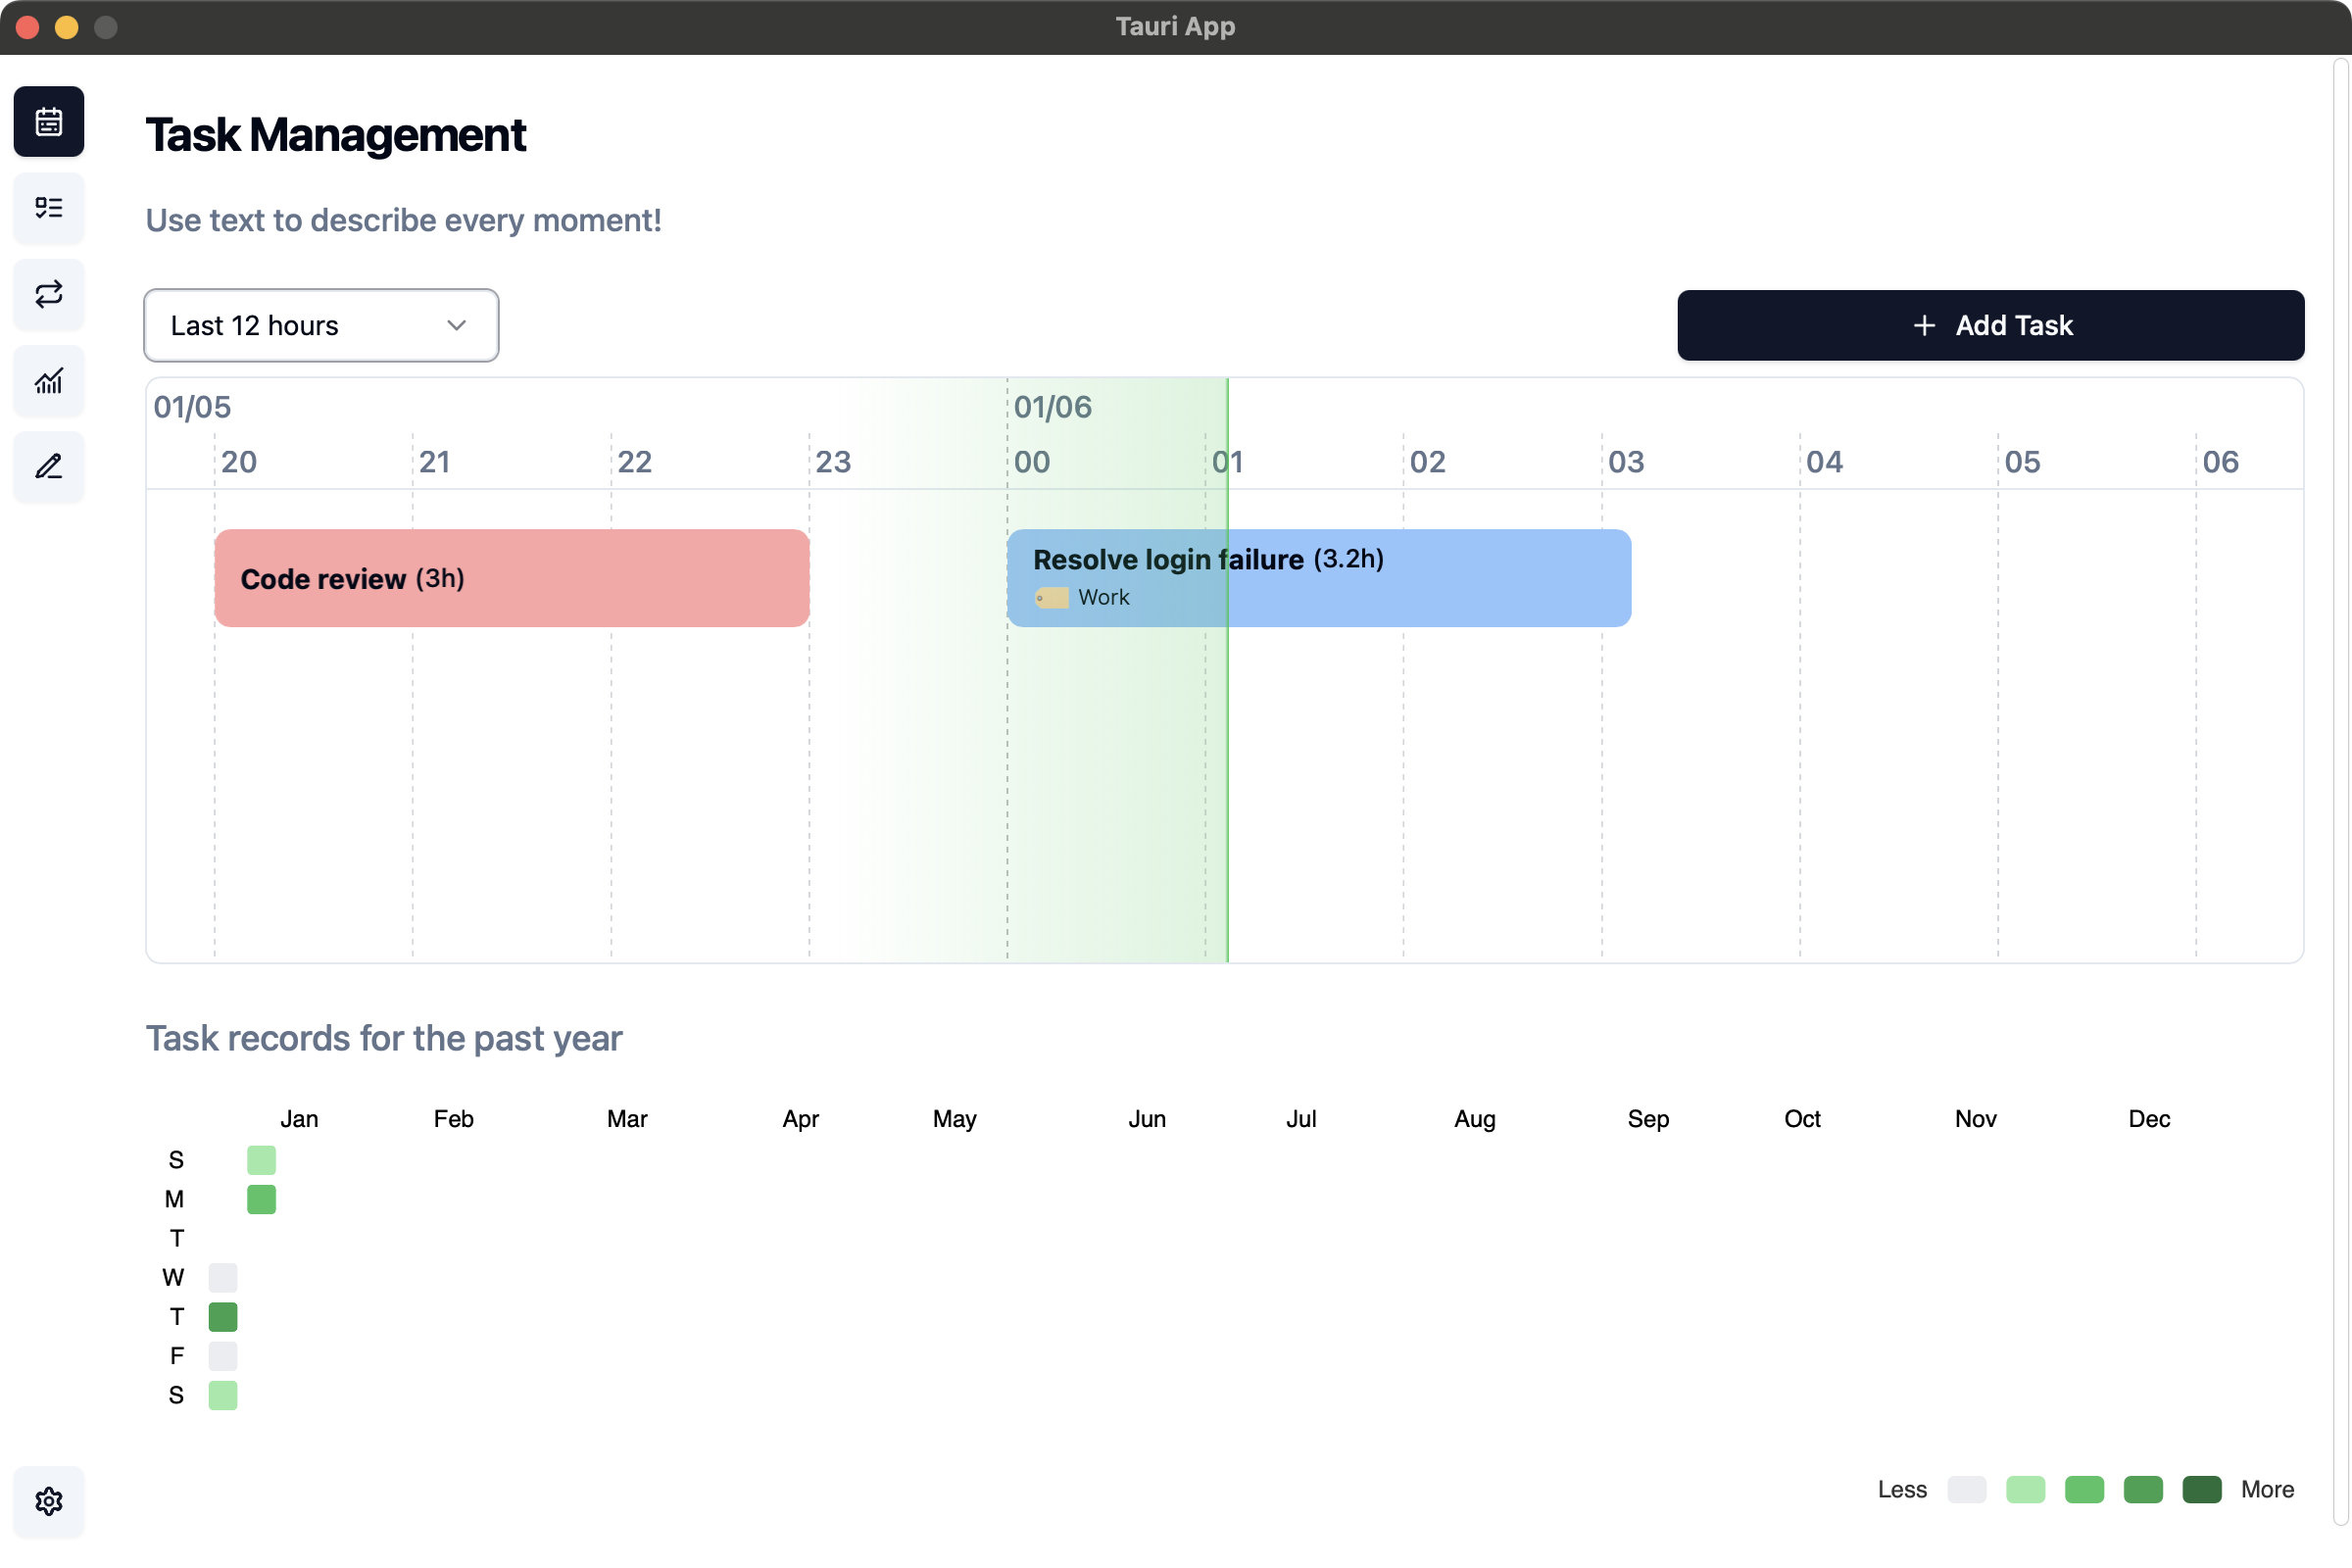 Tauri App
Task Management
Use text to describe every moment!
Last 12 hours
Add Task
01/05 01/06
20 21 22 23 00 01 02 03 04 05 06
Code review (3h)
Resolve login failure (3.2h)
Work
Task records for the past year
Jan Feb Mar Apr May Jun Jul Aug Sep Oct Nov Dec
S
M
T
W
T
F
S
Less More